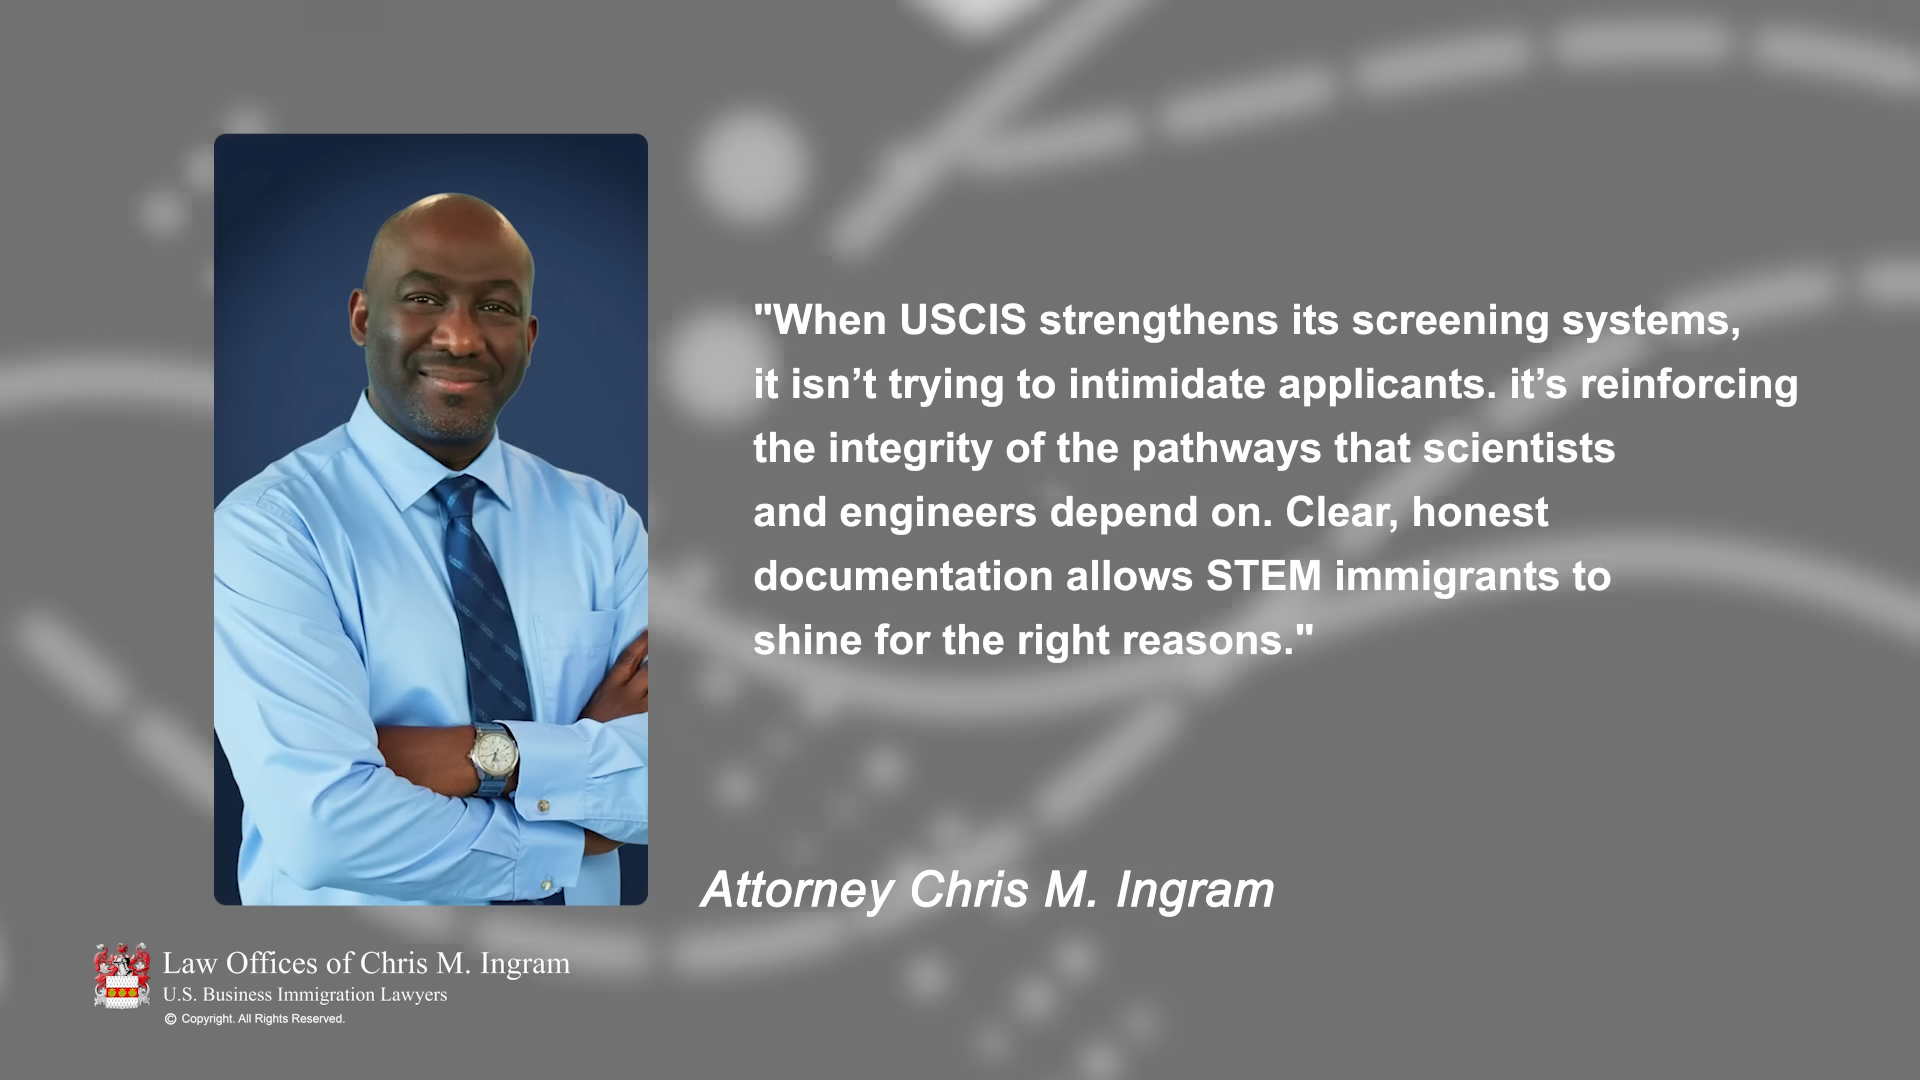 "When USCIS strengthens its screening systems,
it isn’t trying to intimidate applicants. it’s reinforcing
the integrity of the pathways that scientists
and engineers depend on. Clear, honest
documentation allows STEM immigrants to
shine for the right reasons."
Attorney Chris M. Ingram
Law Offices of Chris M. Ingram
U.S. Business Immigration Lawyers
© Copyright. All Rights Reserved.